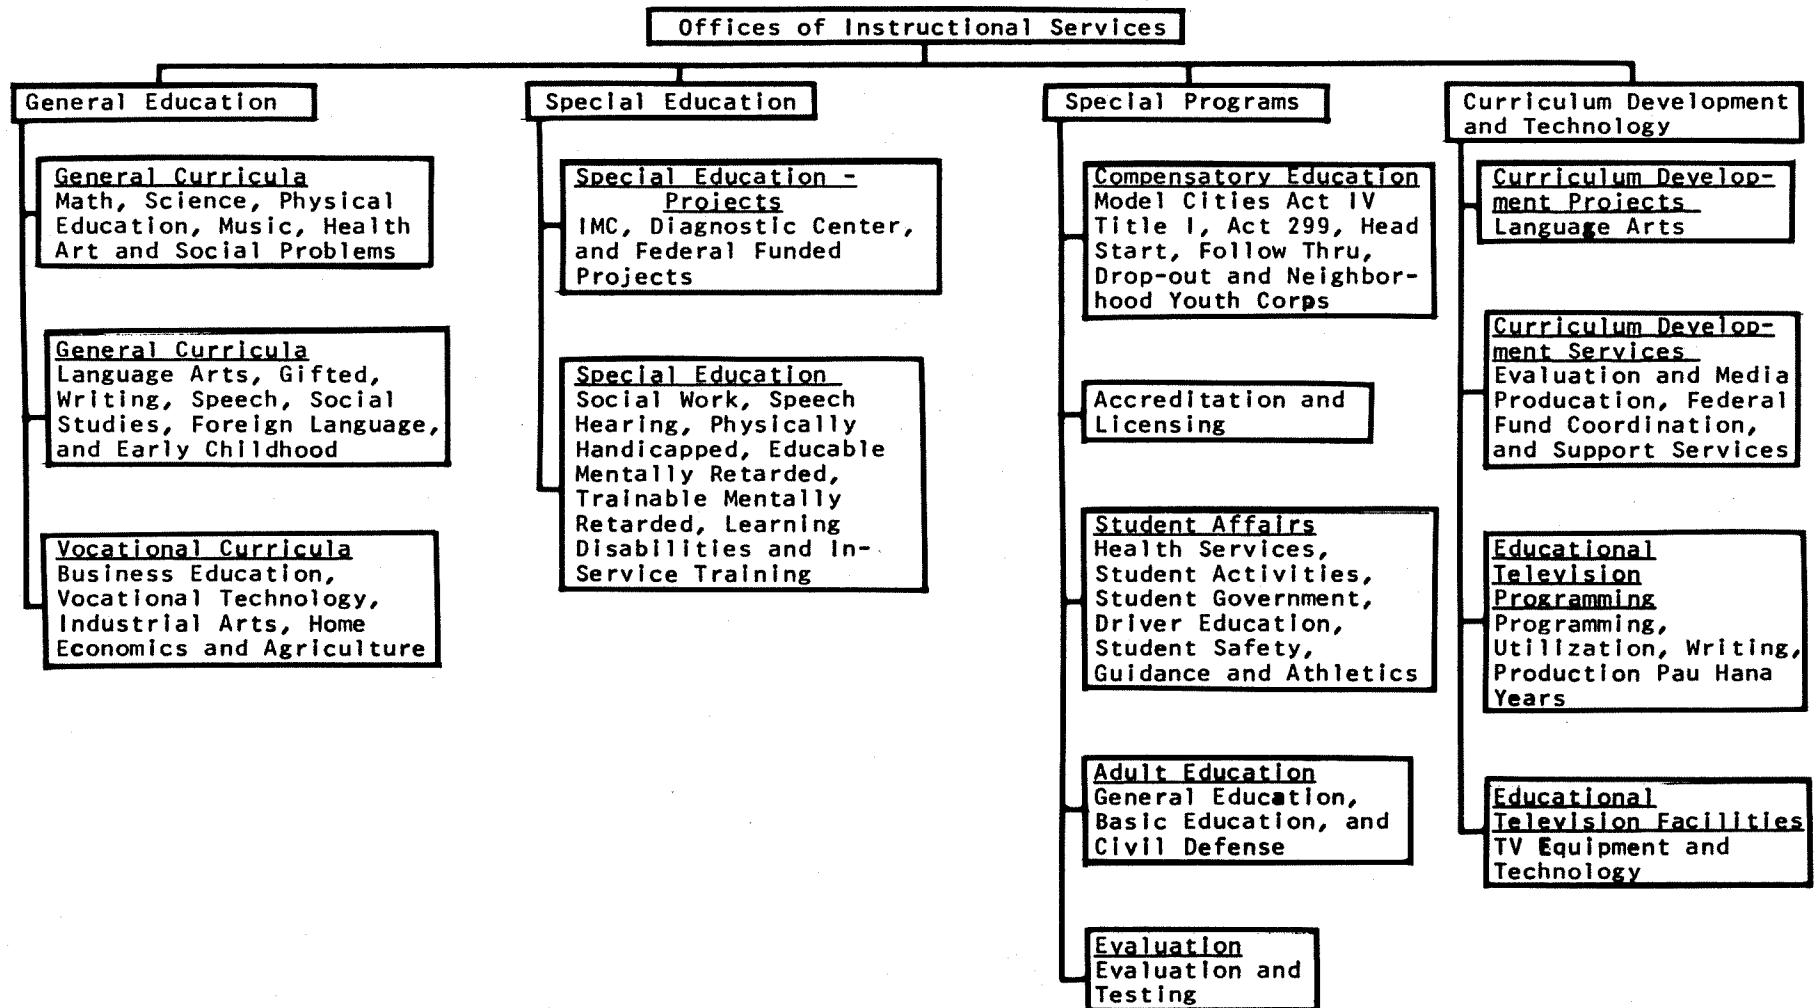 Offices of Instructional Services
General Education
General Curricula
Math, Science, Physical
Education, Music, Health
Art and Social Problems
General Curricula
Language Arts, Gifted,
Writing, Speech, Social
Studies, Foreign Language,
and Early Childhood
Vocational Curricula
Business Education,
Vocational Technology,
Industrial Arts, Home
Economics and Agriculture
Special Education
Special Education -
Projects
IMC, Diagnostic Center,
and Federal Funded
Projects
Special Education
Social Work, Speech
Hearing, Physically
Handicapped, Educable
Mentally Retarded,
Trainable Mentally
Retarded, Learning
Disabilities and In-
Service Training
Special Programs
Compensatory Education
Model Cities Act IV
Title I, Act 299, Head
Start, Follow Thru,
Drop-out and Neighbor-
hood Youth Corps
Accreditation and
Licensing
Student Affairs
Health Services,
Student Activities,
Student Government,
Driver Education,
Student Safety,
Guidance and Athletics
Adult Education
General Education,
Basic Education, and
Civil Defense
Evaluation
Evaluation and
Testing
Curriculum Development
and Technology
Curriculum Develop-
ment Projects
Language Arts
Curriculum Develop-
ment Services
Evaluation and Media
Producation, Federal
Fund Coordination,
and Support Services
Educational
Television
Programming
Programming,
Utilization, Writing,
Production Pau Hana
Years
Educational
Television Facilities
TV Equipment and
Technology